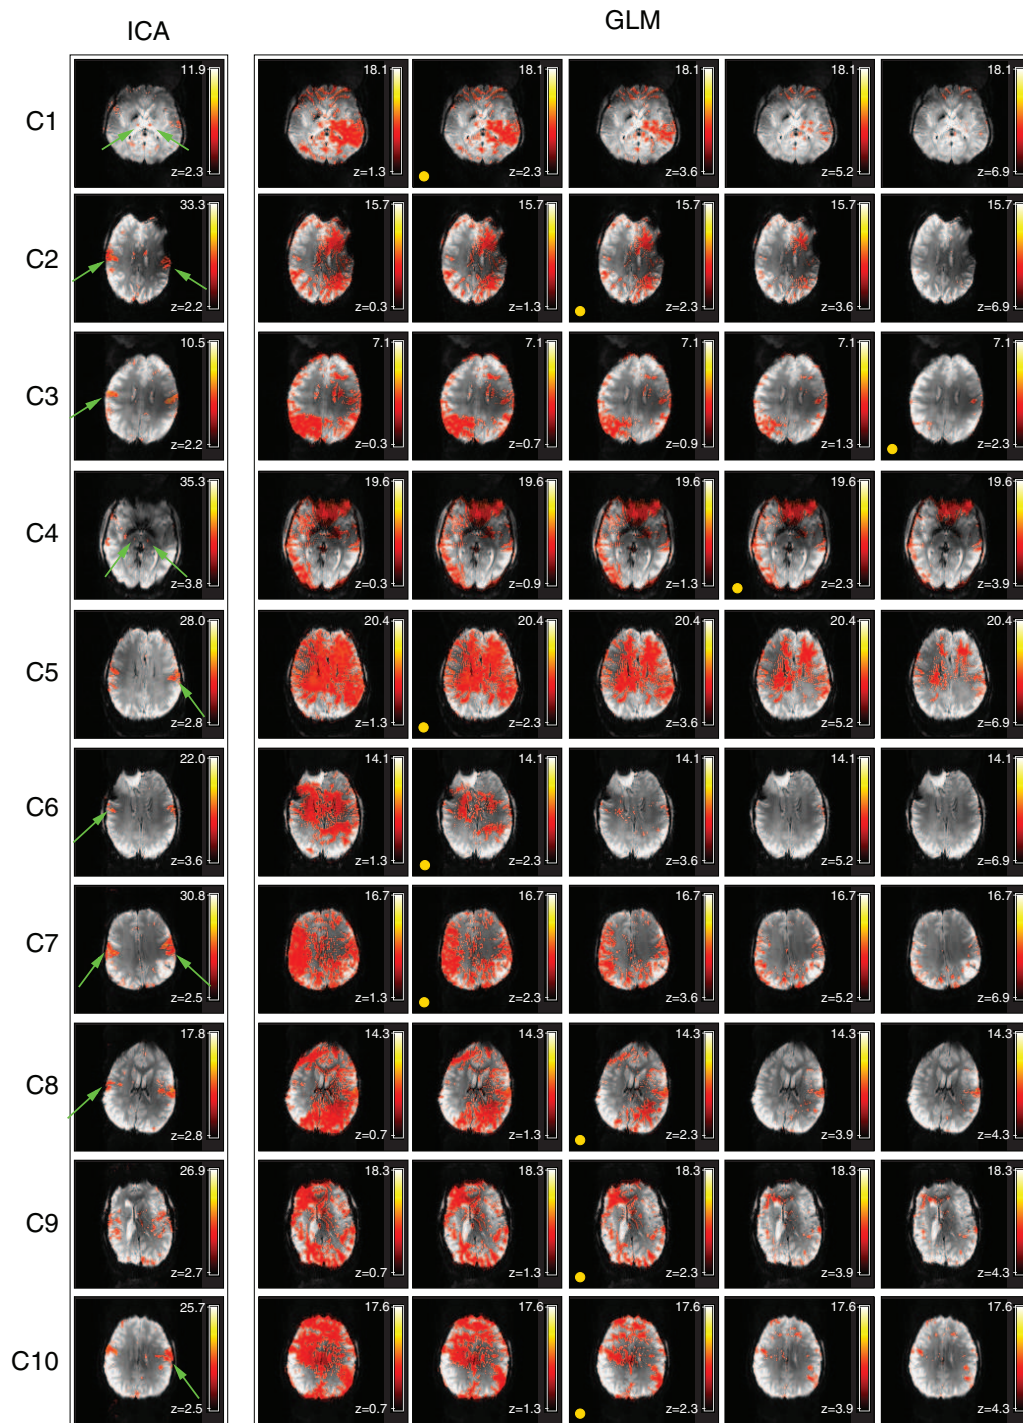 ICA GLM
C1 11.9 18.1 18.1 18.1 18.1 18.1
z=2.3 z=1.3 z=2.3 z=3.6 z=5.2 z=6.9
C2 33.3 15.7 15.7 15.7 15.7 15.7
z=2.2 z=0.3 z=1.3 z=2.3 z=3.6 z=6.9
C3 10.5 7.1 7.1 7.1 7.1 7.1
z=2.2 z=0.3 z=0.7 z=0.9 z=1.3 z=2.3
C4 35.3 19.6 19.6 19.6 19.6 19.6
z=3.8 z=0.3 z=0.9 z=1.3 z=2.3 z=3.9
C5 28.0 20.4 20.4 20.4 20.4 20.4
z=2.8 z=1.3 z=2.3 z=3.6 z=5.2 z=6.9
C6 22.0 14.1 14.1 14.1 14.1 14.1
z=3.6 z=1.3 z=2.3 z=3.6 z=5.2 z=6.9
C7 30.8 16.7 16.7 16.7 16.7 16.7
z=2.5 z=1.3 z=2.3 z=3.6 z=5.2 z=6.9
C8 17.8 14.3 14.3 14.3 14.3 14.3
z=2.8 z=0.7 z=1.3 z=2.3 z=3.9 z=4.3
C9 26.9 18.3 18.3 18.3 18.3 18.3
z=2.7 z=0.7 z=1.3 z=2.3 z=3.9 z=4.3
C10 25.7 17.6 17.6 17.6 17.6 17.6
z=2.5 z=0.7 z=1.3 z=2.3 z=3.9 z=4.3